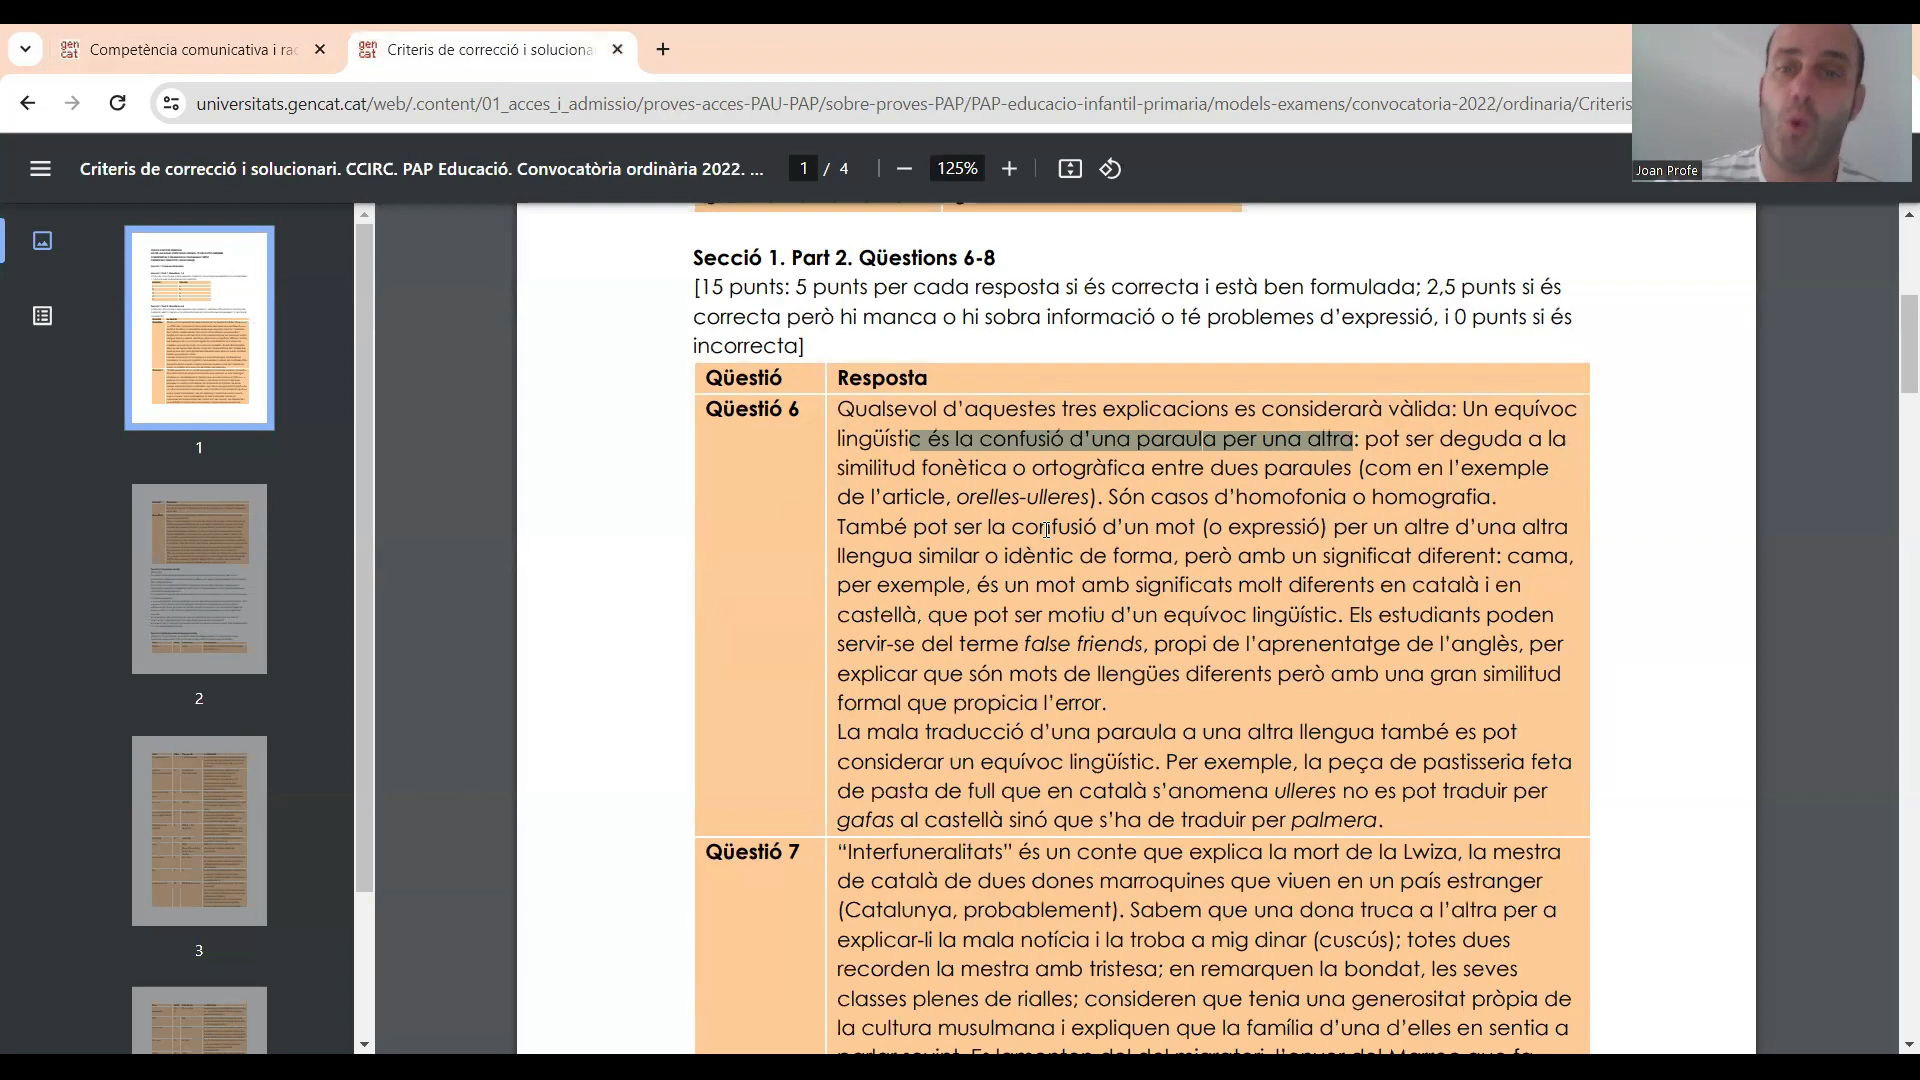 gen cat
Competència comunicativa i rac
gen cat
Criteris de correcció i soluciona
universitats.gencat.cat/web/.content/01_acces_i_admissio/proves-acces-PAU-PAP/sobre-proves-PAP/PAP-educacio-infantil-primaria/models-examens/convocatoria-2022/ordinaria/Criteris
Joan Profe
Criteris de correcció i solucionari. CCIRC. PAP Educació. Convocatòria ordinària 2022. ...
1 / 4
125%
1
2
3
Secció 1. Part 2. Qüestions 6-8
[15 punts: 5 punts per cada resposta si és correcta i està ben formulada; 2,5 punts si és
correcta però hi manca o hi sobra informació o té problemes d’expressió, i 0 punts si és
incorrecta]
Qüestió
Resposta
Qüestió 6
Qualsevol d’aquestes tres explicacions es considerarà vàlida: Un equívoc
lingüístic és la confusió d’una paraula per una altra: pot ser deguda a la
similitud fonètica o ortogràfica entre dues paraules (com en l’exemple
de l’article, orelles-ulleres). Són casos d’homofonia o homografia.
També pot ser la confusió d’un mot (o expressió) per un altre d’una altra
llengua similar o idèntic de forma, però amb un significat diferent: cama,
per exemple, és un mot amb significats molt diferents en català i en
castellà, que pot ser motiu d’un equívoc lingüístic. Els estudiants poden
servir-se del terme false friends, propi de l’aprenentatge de l’anglès, per
explicar que són mots de llengües diferents però amb una gran similitud
formal que propicia l’error.
La mala traducció d’una paraula a una altra llengua també es pot
considerar un equívoc lingüístic. Per exemple, la peça de pastisseria feta
de pasta de full que en català s’anomena ulleres no es pot traduir per
gafas al castellà sinó que s’ha de traduir per palmera.
Qüestió 7
“Interfuneralitats” és un conte que explica la mort de la Lwiza, la mestra
de català de dues dones marroquines que viuen en un país estranger
(Catalunya, probablement). Sabem que una dona truca a l’altra per a
explicar-li la mala notícia i la troba a mig dinar (cuscús); totes dues
recorden la mestra amb tristesa; en remarquen la bondat, les seves
classes plenes de rialles; consideren que tenia una generositat pròpia de
la cultura musulmana i expliquen que la família d’una d’elles en sentia a